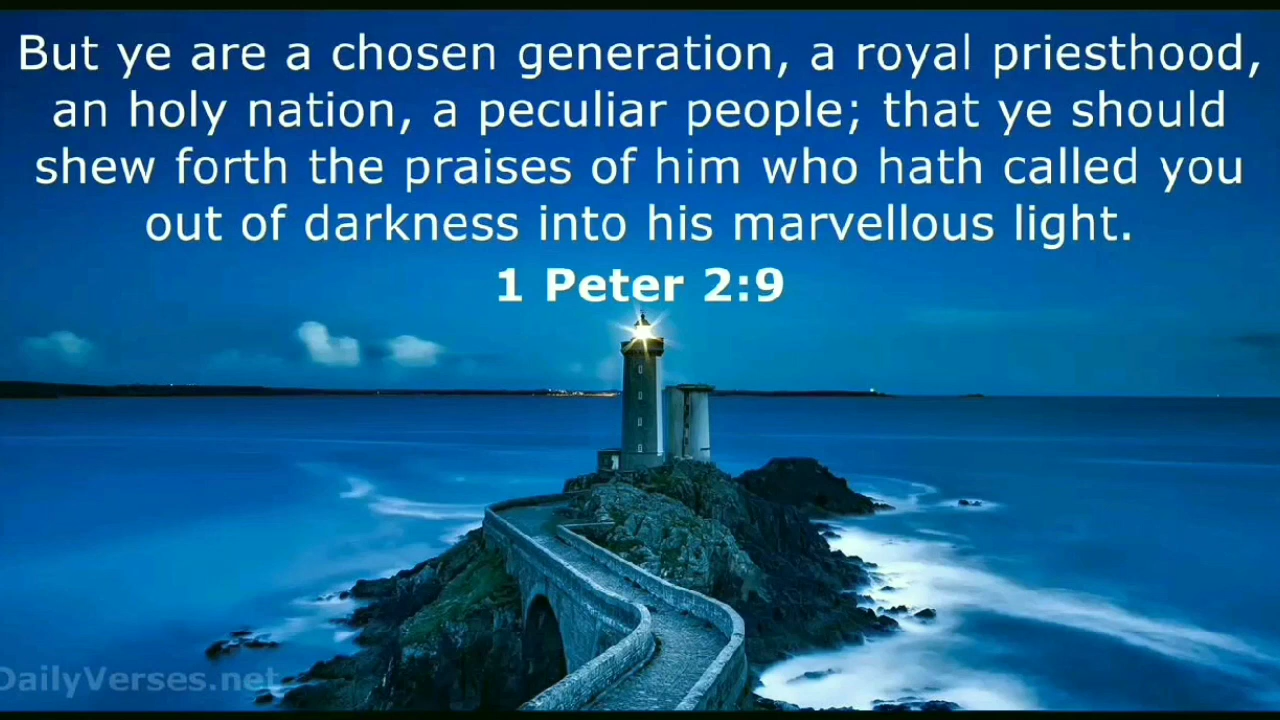 But ye are a chosen generation, a royal priesthood,
an holy nation, a peculiar people; that ye should
shew forth the praises of him who hath called you
out of darkness into his marvellous light.
1 Peter 2:9
DailyVerses.net